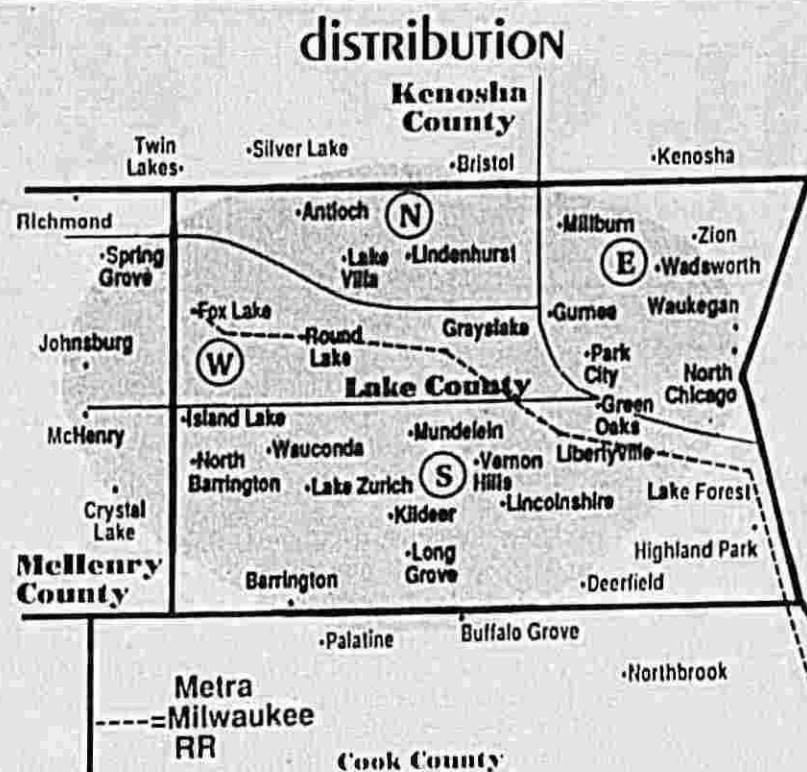 distribution
Kenosha
County
Twin
Lakes
Silver Lake
Bristol
Kenosha
Richmond
Antioch
N
Millburn
Zion
Spring
Grove
Lake
Villa
Lindenhurst
E
Wadsworth
Fox Lake
Gurnee
Waukegan
Johnsburg
Round
Lake
Grayslake
W
Park
City
North
Chicago
Lake County
Green
Oaks
McHenry
Island Lake
Mundelein
Wauconda
North
Barrington
Lake Zurich
S
Vernon
Hills
Libertyville
Lincolnshire
Lake Forest
Crystal
Lake
Kildeer
Long
Grove
Highland Park
McHenry
County
Barrington
Deerfield
Palatine
Buffalo Grove
Northbrook
Metra
----=Milwaukee
RR
Cook County